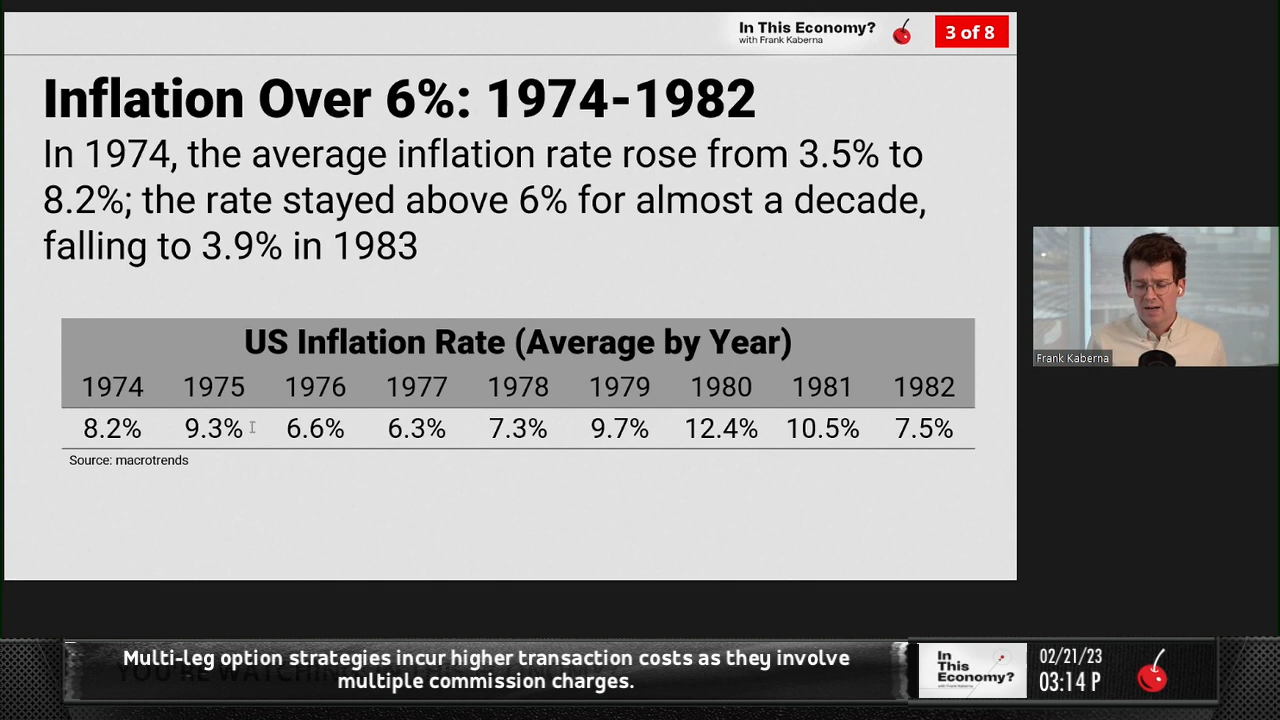 In This Economy?
with Frank Kaberna
3 of 8
Inflation Over 6%: 1974-1982
In 1974, the average inflation rate rose from 3.5% to
8.2%; the rate stayed above 6% for almost a decade,
falling to 3.9% in 1983
US Inflation Rate (Average by Year)
1974 1975 1976 1977 1978 1979 1980 1981 1982
8.2% 9.3% 6.6% 6.3% 7.3% 9.7% 12.4% 10.5% 7.5%
Source: macrotrends
Frank Kaberna
Multi-leg option strategies incur higher transaction costs as they involve
multiple commission charges.
In
This
Economy?
with Frank Kaberna
02/21/23
03:14 P